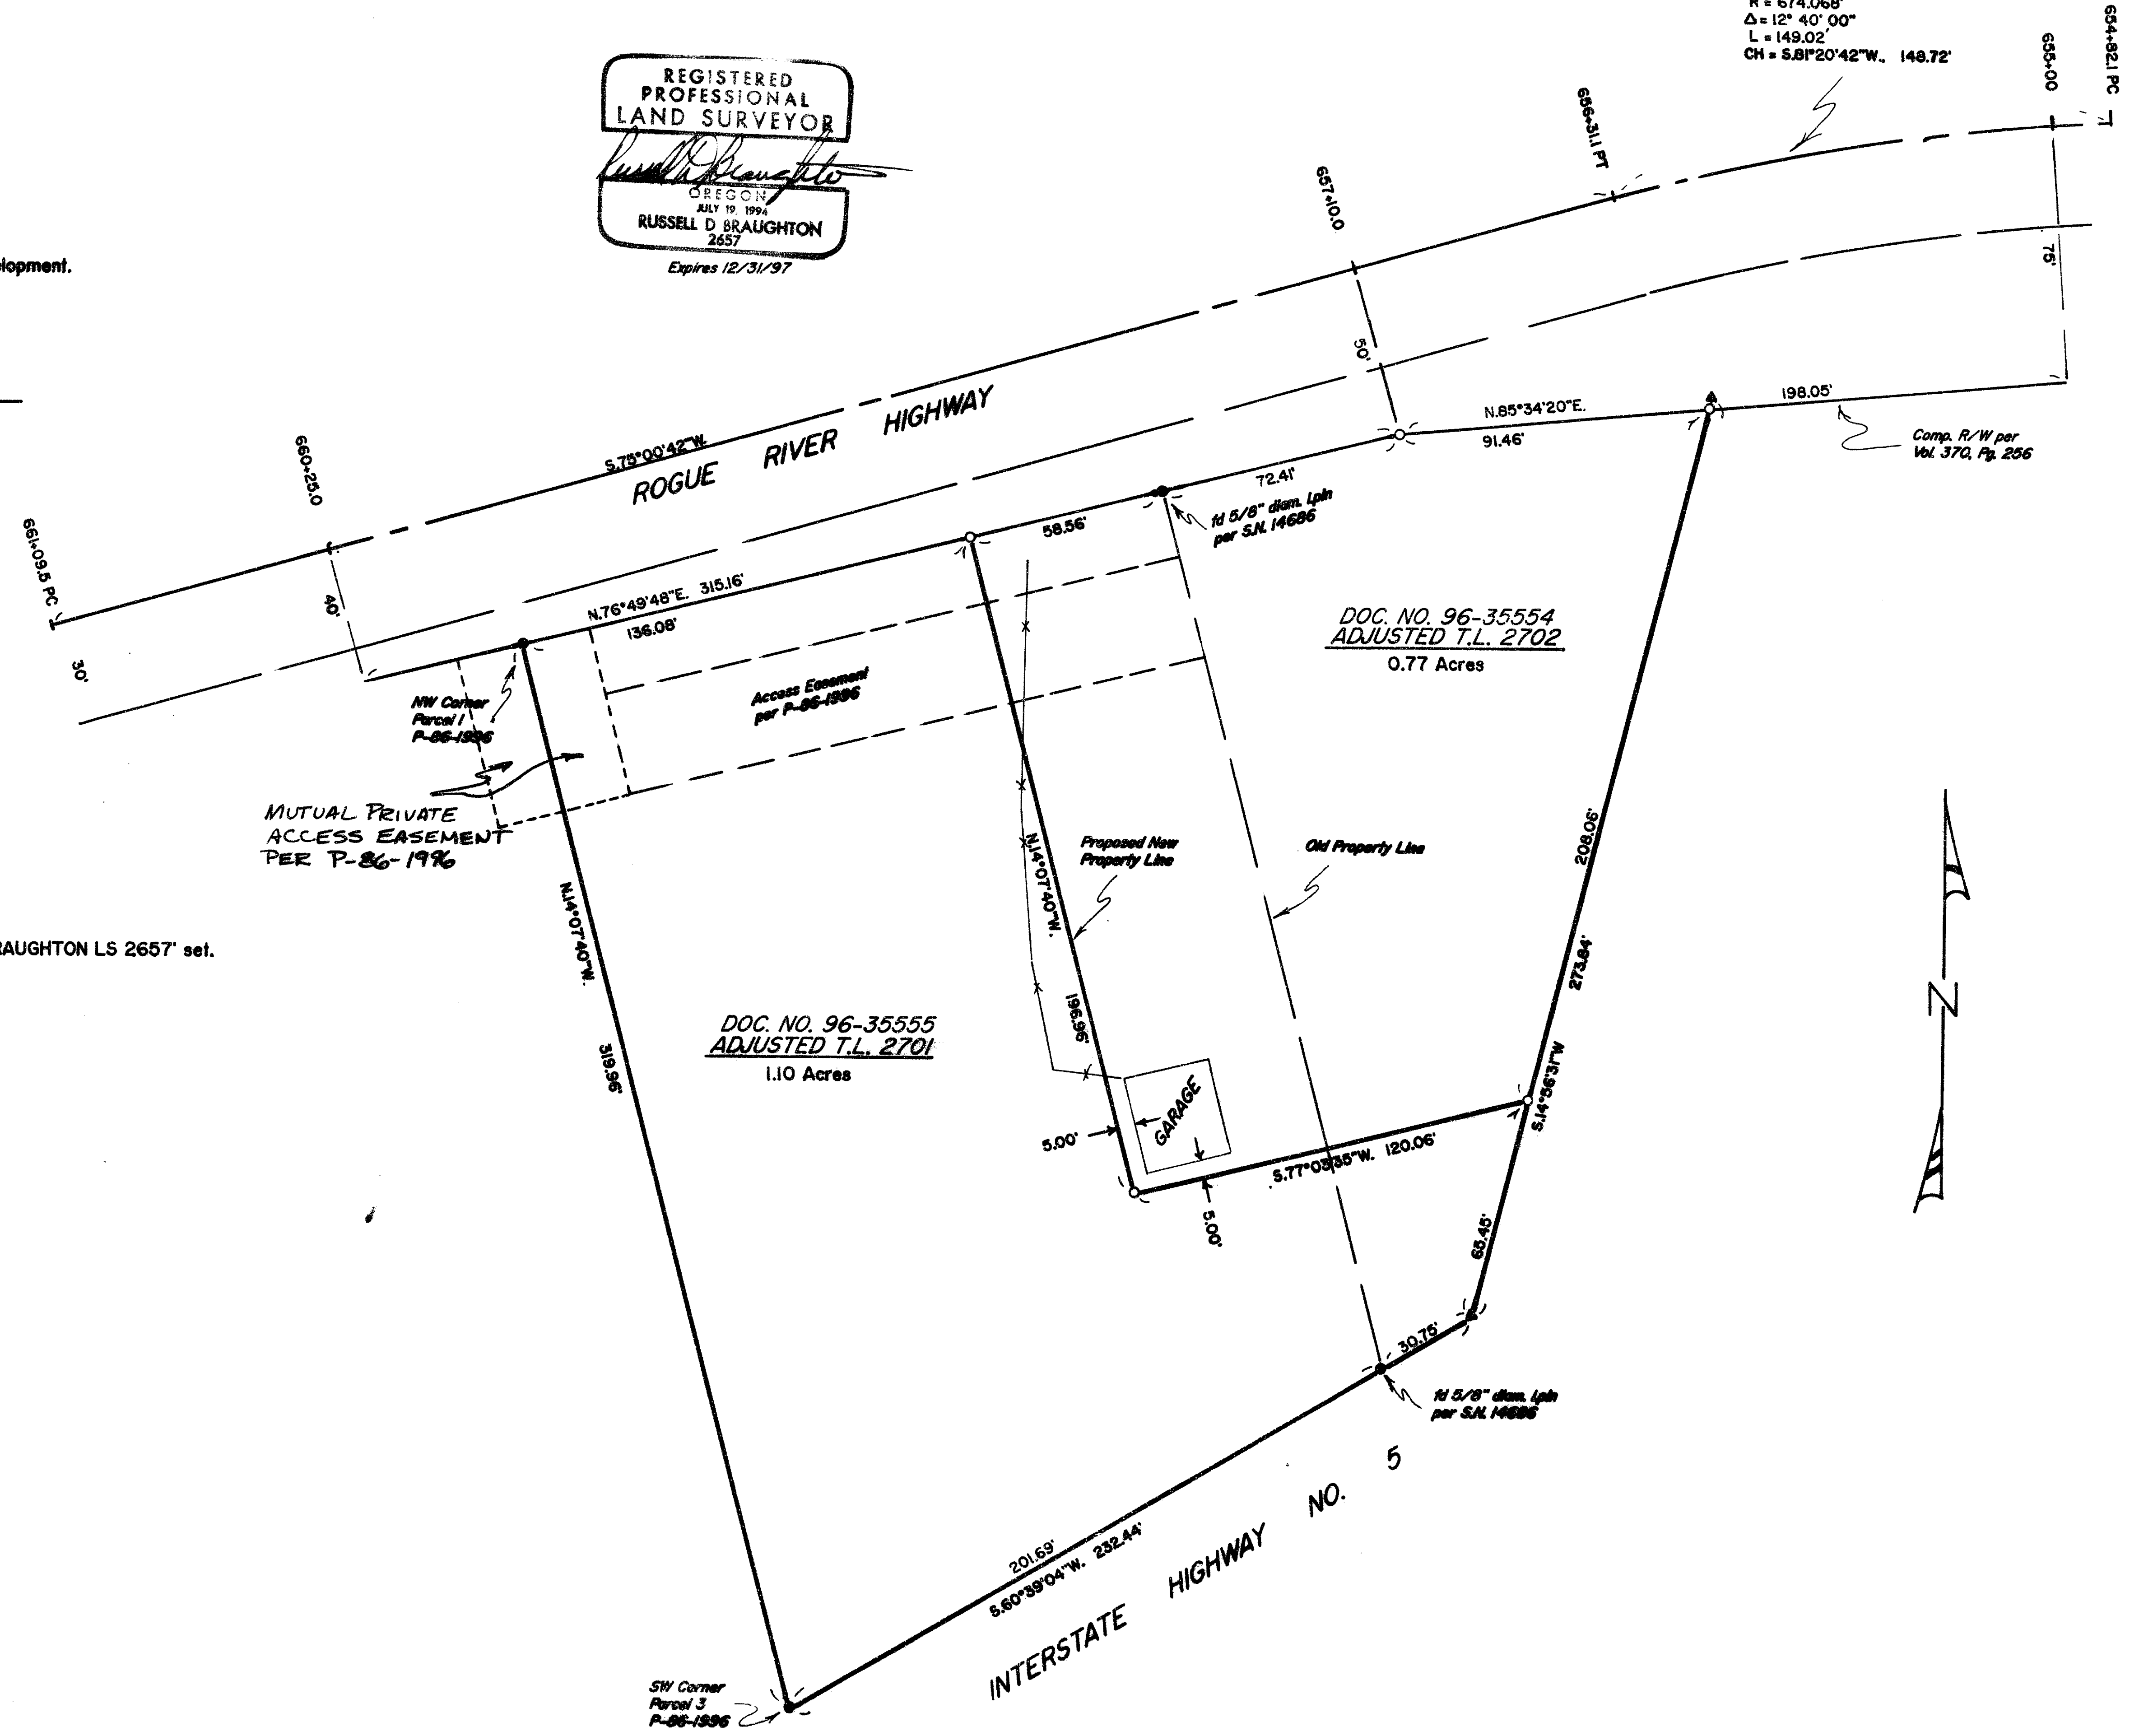 R = 674.068'
Δ = 12° 40' 00"
L = 149.02'
CH = S.81°20'42"W., 148.72'
654+82.1 PC
655+00
656+31.1 PT
657+10.0
660+25.0
661+09.5 PC
REGISTERED
PROFESSIONAL
LAND SURVEYOR
OREGON
JULY 19, 1994
RUSSELL D BRAUGHTON
2657
Expires 12/31/97
lopment.
75'
50'
40'
30'
S.75°00'42"W.
ROGUE RIVER HIGHWAY
198.05'
N.85°34'20"E.
91.46'
Comp. R/W per
Vol. 370, Pg. 256
72.41'
fd 5/8" diam. I.pin
per S.N. 14686
58.56'
N.76°49'48"E. 315.16'
136.08'
DOC. NO. 96-35554
ADJUSTED T.L. 2702
0.77 Acres
NW Corner
Parcel 1
P-86-1996
Access Easement
per P-86-1996
MUTUAL PRIVATE
ACCESS EASEMENT
PER P-86-1996
Proposed New
Property Line
Old Property Line
N.14°07'40"W.
319.96'
N.14°07'40"W.
196.96'
208.06'
273.84'
S.14°56'31"W
65.45'
RAUGHTON LS 2657' set.
DOC. NO. 96-35555
ADJUSTED T.L. 2701
1.10 Acres
GARAGE
5.00'
S.77°03'35"W. 120.06'
5.00'
N
30.75'
fd 5/8" diam. I.pin
per S.N. 14686
201.69'
S.60°39'04"W. 232.44'
INTERSTATE HIGHWAY NO. 5
SW Corner
Parcel 3
P-86-1996